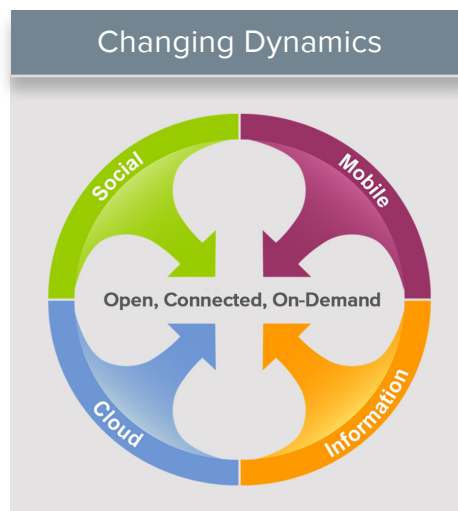 Changing Dynamics
Social
Mobile
Open, Connected, On-Demand
Cloud
Information